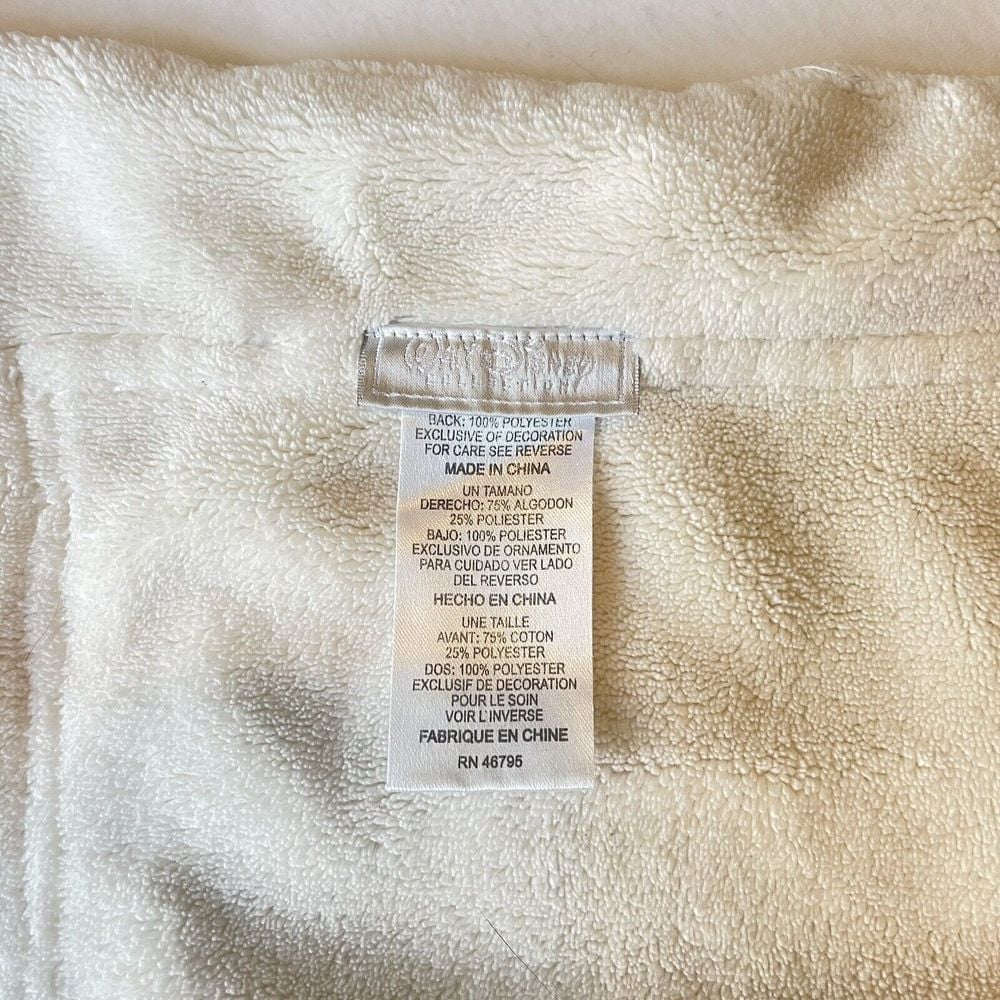 COLLECTION
BACK: 100% POLYESTER
EXCLUSIVE OF DECORATION
FOR CARE SEE REVERSE
MADE IN CHINA
UN TAMANO
DERECHO: 75% ALGODON
25% POLIESTER
BAJO: 100% POLIESTER
EXCLUSIVO DE ORNAMENTO
PARA CUIDADO VER LADO
DEL REVERSO
HECHO EN CHINA
UNE TAILLE
AVANT: 75% COTON
25% POLYESTER
DOS: 100% POLYESTER
EXCLUSIF DE DECORATION
POUR LE SOIN
VOIR L'INVERSE
FABRIQUE EN CHINE
RN 46795